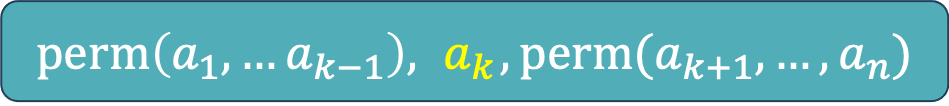 perm(a₁, … aₖ₋₁), aₖ, perm(aₖ₊₁, … , aₙ)